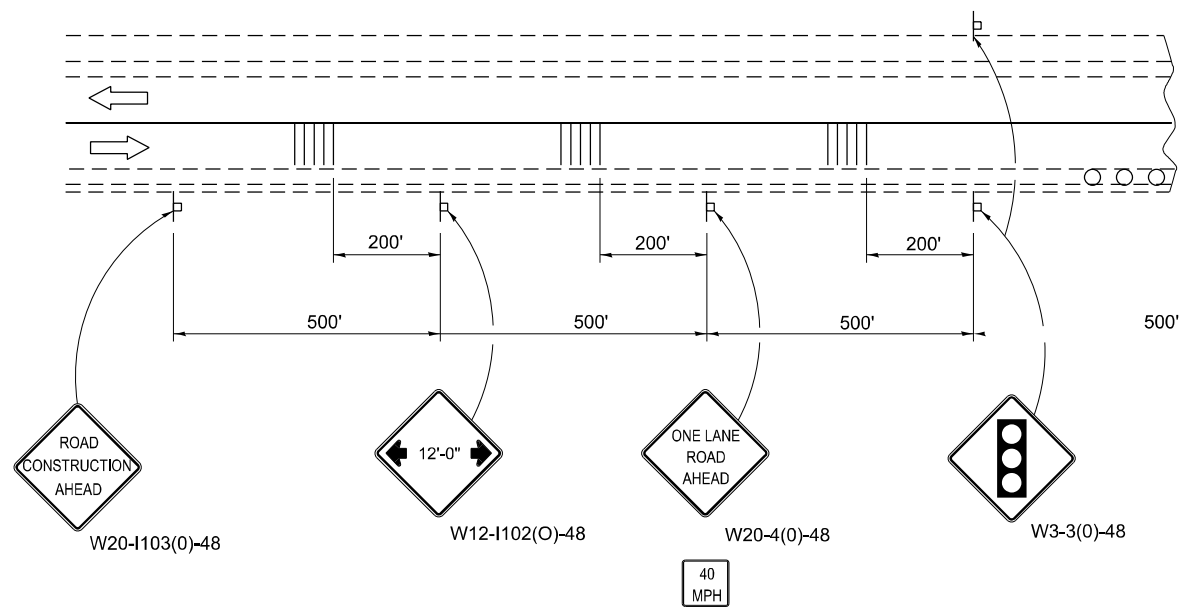 200'
200'
200'
500'
500'
500'
500'
ROAD
CONSTRUCTION
AHEAD
W20-I103(0)-48
12'-0"
W12-I102(O)-48
ONE LANE
ROAD
AHEAD
W20-4(0)-48
40
MPH
W3-3(0)-48